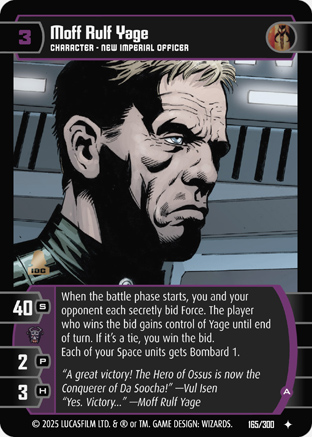 3
Moff Rulf Yage
CHARACTER • NEW IMPERIAL OFFICER
IDC
40 S
2 P
3 H
When the battle phase starts, you and your
opponent each secretly bid Force. The player
who wins the bid gains control of Yage until end
of turn. If it's a tie, you win the bid.
Each of your Space units gets Bombard 1.
"A great victory! The Hero of Ossus is now the
Conquerer of Da Soocha!" —Vul Isen
"Yes. Victory..." —Moff Rulf Yage
A
© 2025 LUCASFILM LTD. & ® or TM. GAME DESIGN: WIZARDS. 165/300